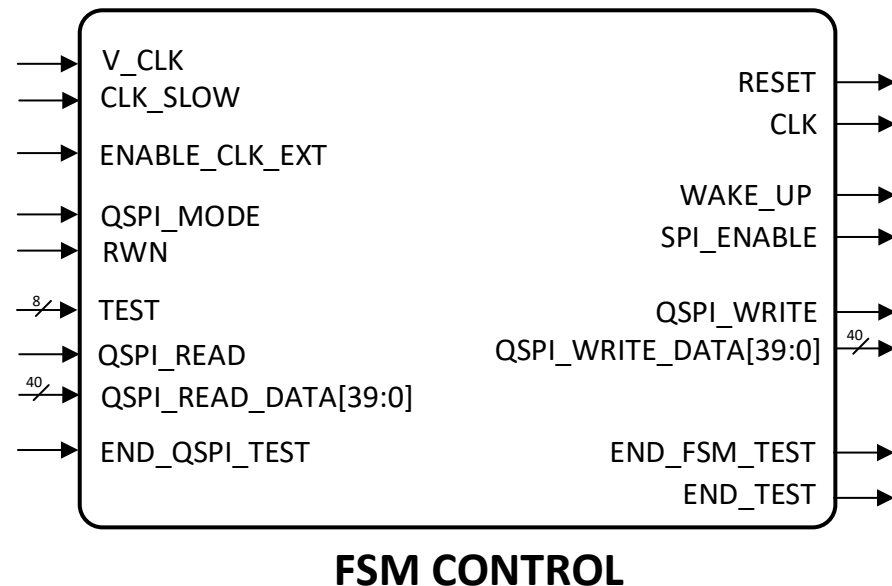 V_CLK
CLK_SLOW
ENABLE_CLK_EXT
QSPI_MODE
RWN
8
TEST
QSPI_READ
40
QSPI_READ_DATA[39:0]
END_QSPI_TEST
RESET
CLK
WAKE_UP
SPI_ENABLE
QSPI_WRITE
QSPI_WRITE_DATA[39:0]
40
END_FSM_TEST
END_TEST
FSM CONTROL